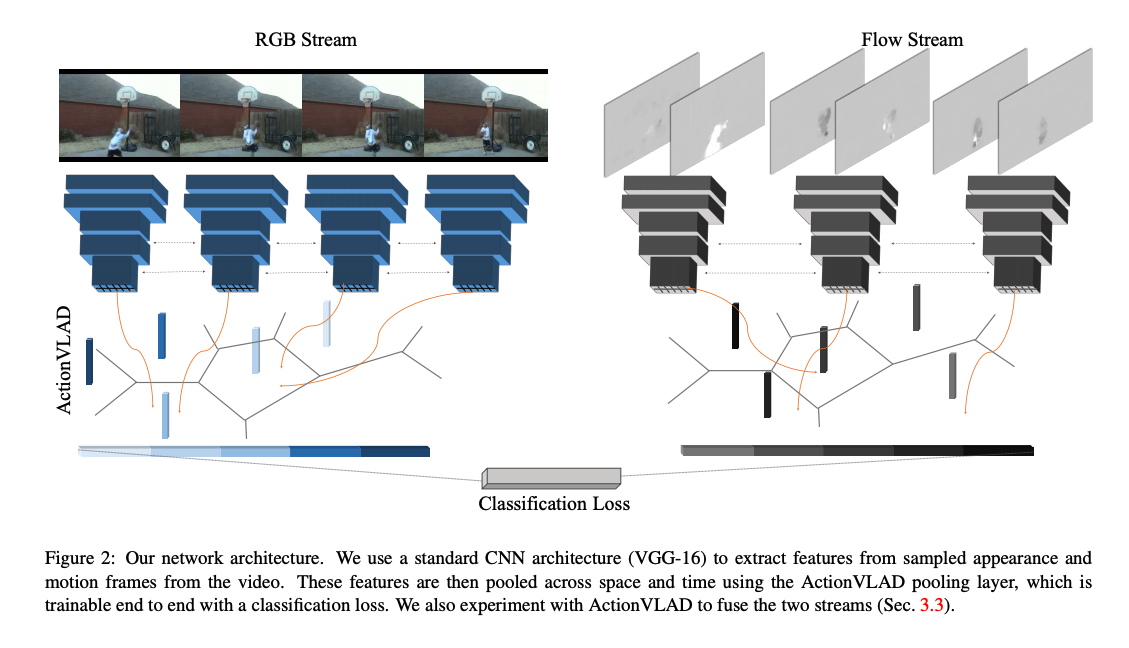 RGB Stream
Flow Stream
ActionVLAD
Classification Loss
Figure 2: Our network architecture. We use a standard CNN architecture (VGG-16) to extract features from sampled appearance and
motion frames from the video. These features are then pooled across space and time using the ActionVLAD pooling layer, which is
trainable end to end with a classification loss. We also experiment with ActionVLAD to fuse the two streams (Sec. 3.3).